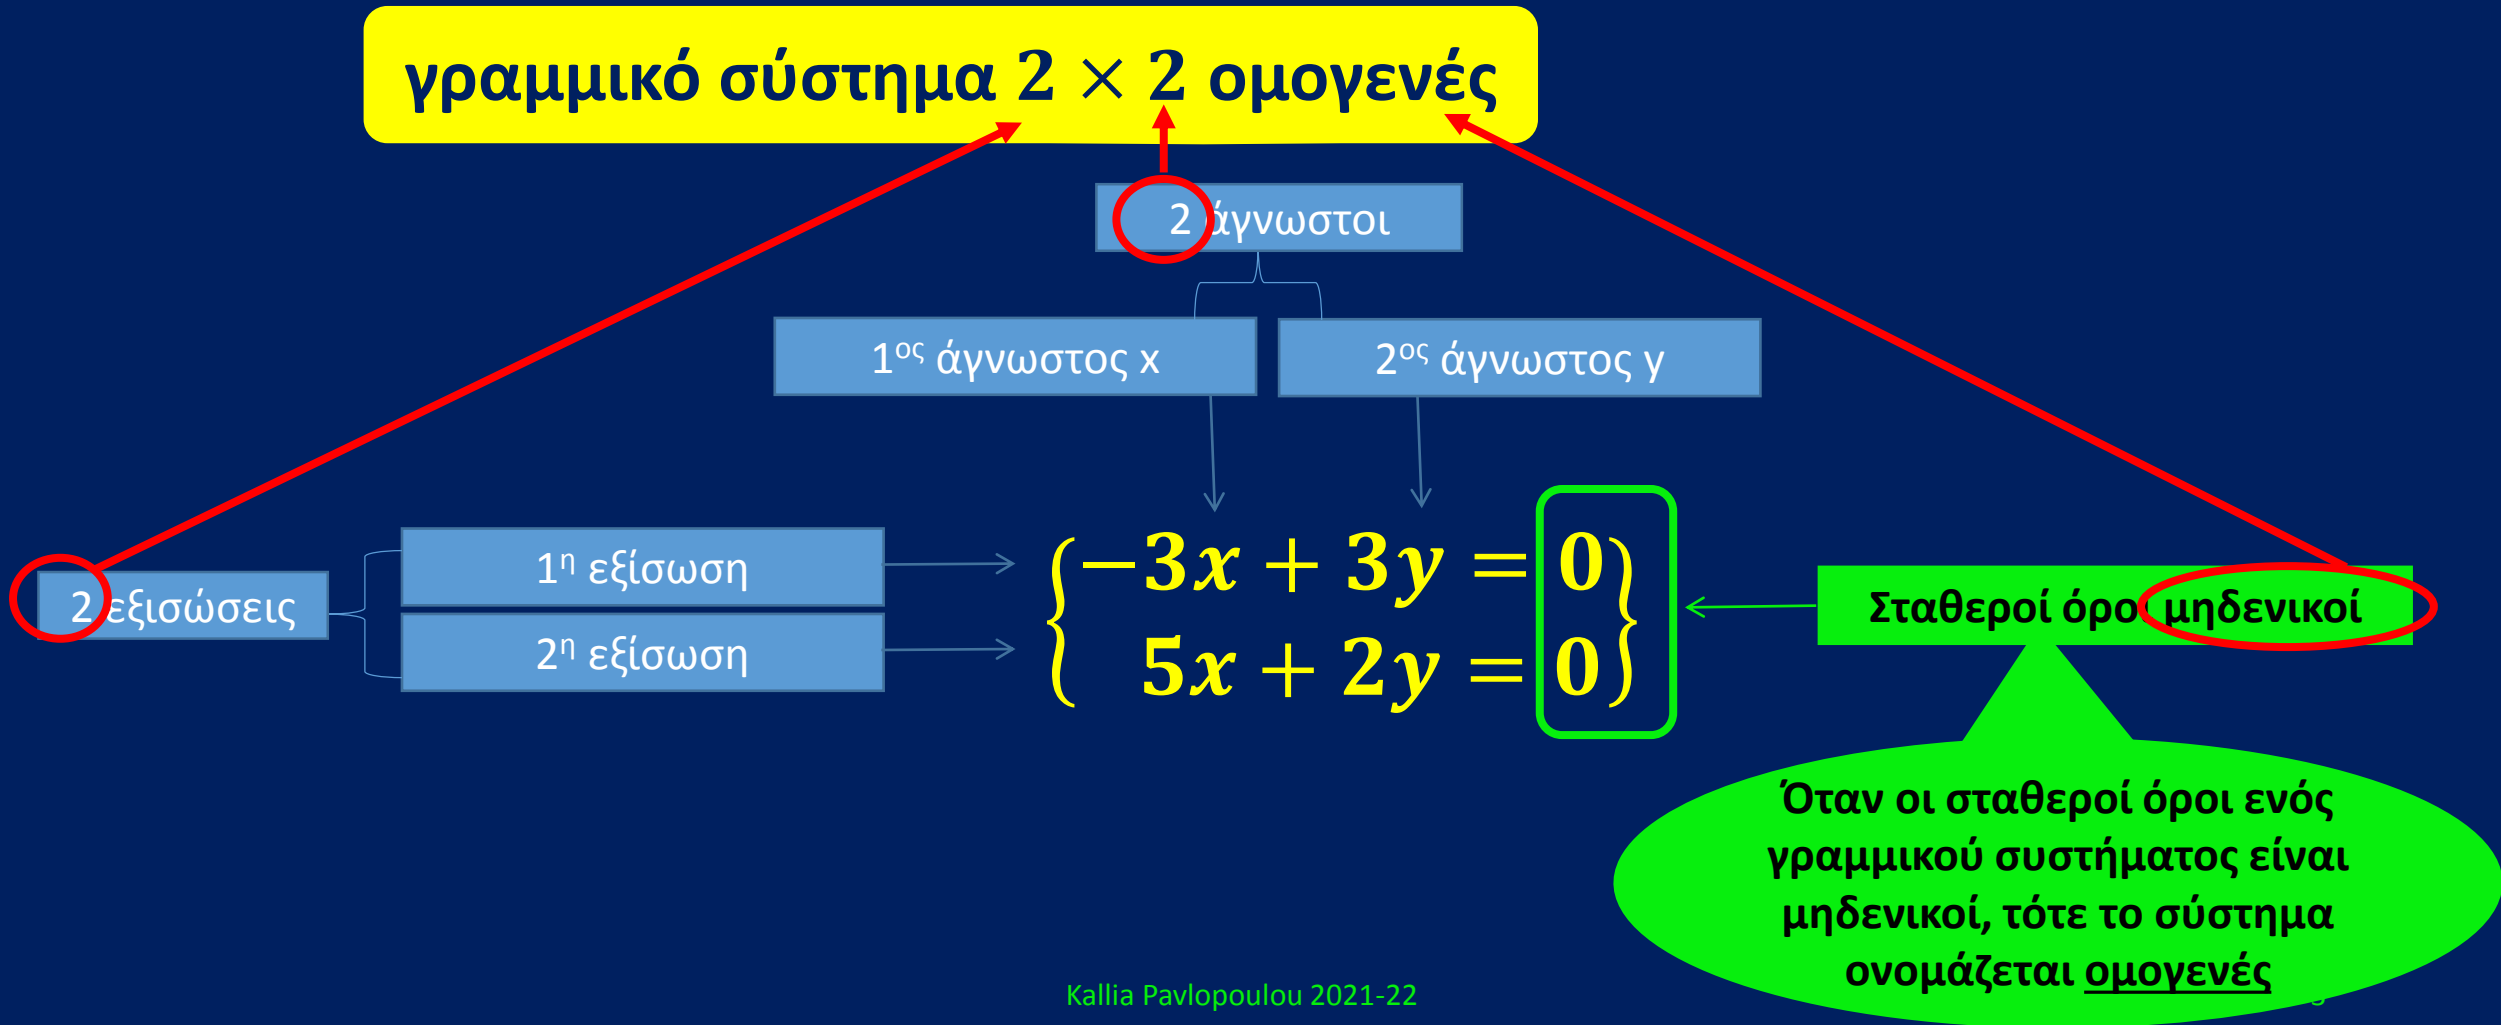 γραμμικό σύστημα 2 × 2 ομογενές
2 άγνωστοι
1ος άγνωστος x
2ος άγνωστος y
2 εξισώσεις
1η εξίσωση
2η εξίσωση
−3x + 3y = 0
5x + 2y = 0
Σταθεροί όροι μηδενικοί
Όταν οι σταθεροί όροι ενός
γραμμικού συστήματος είναι
μηδενικοί, τότε το σύστημα
ονομάζεται ομογενές
Kallia Pavlopoulou 2021-22